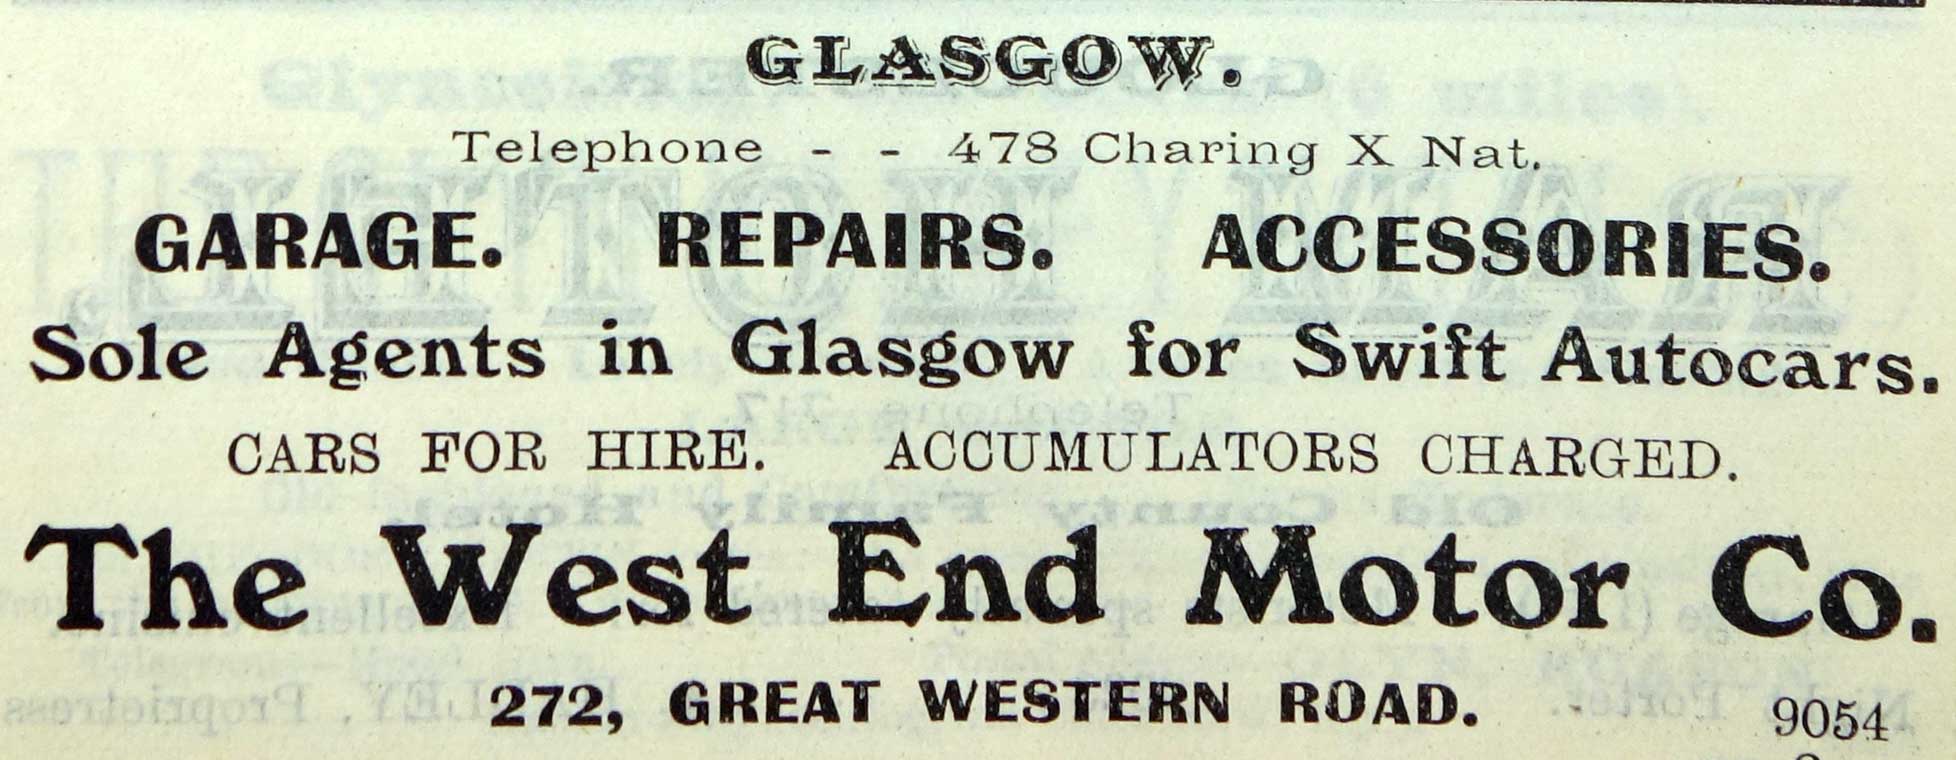 GLASGOW.
Telephone - - 478 Charing X Nat.
GARAGE. REPAIRS. ACCESSORIES.
Sole Agents in Glasgow for Swift Autocars.
CARS FOR HIRE. ACCUMULATORS CHARGED.
The West End Motor Co.
272, GREAT WESTERN ROAD.
9054